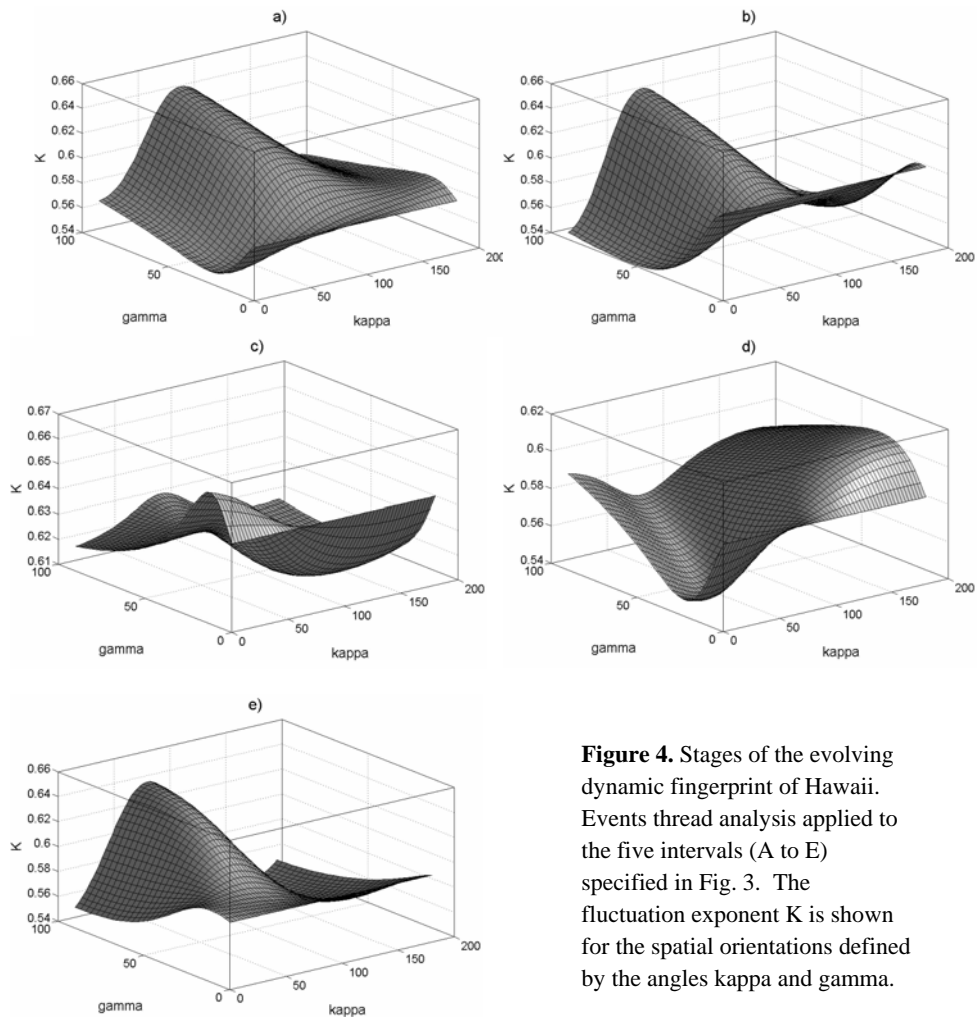 a)
0.66
0.64
0.62
0.6
0.58
0.56
0.54
K
100
50
0
gamma
0
50
100
150
200
kappa
b)
0.66
0.64
0.62
0.6
0.58
0.56
0.54
K
100
50
0
gamma
0
50
100
150
200
kappa
c)
0.67
0.66
0.65
0.64
0.63
0.62
0.61
K
100
50
0
gamma
0
50
100
150
200
kappa
d)
0.62
0.6
0.58
0.56
0.54
K
100
50
0
gamma
0
50
100
150
200
kappa
e)
0.66
0.64
0.62
0.6
0.58
0.56
0.54
K
100
50
0
gamma
0
50
100
150
200
kappa
Figure 4. Stages of the evolving
dynamic fingerprint of Hawaii.
Events thread analysis applied to
the five intervals (A to E)
specified in Fig. 3. The
fluctuation exponent K is shown
for the spatial orientations defined
by the angles kappa and gamma.